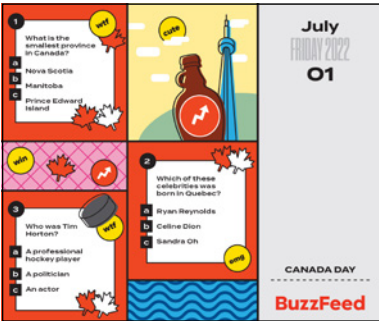 1
wtf
What is the
smallest province
in Canada?
a
Nova Scotia
b
Manitoba
c
Prince Edward
Island
cute
win
2
Which of these
celebrities was
born in Quebec?
a Ryan Reynolds
b Celine Dion
c Sandra Oh
omg
3
wtf
Who was Tim
Horton?
a A professional
hockey player
b A politician
c An actor
July
FRIDAY 2022
01
CANADA DAY
BuzzFeed